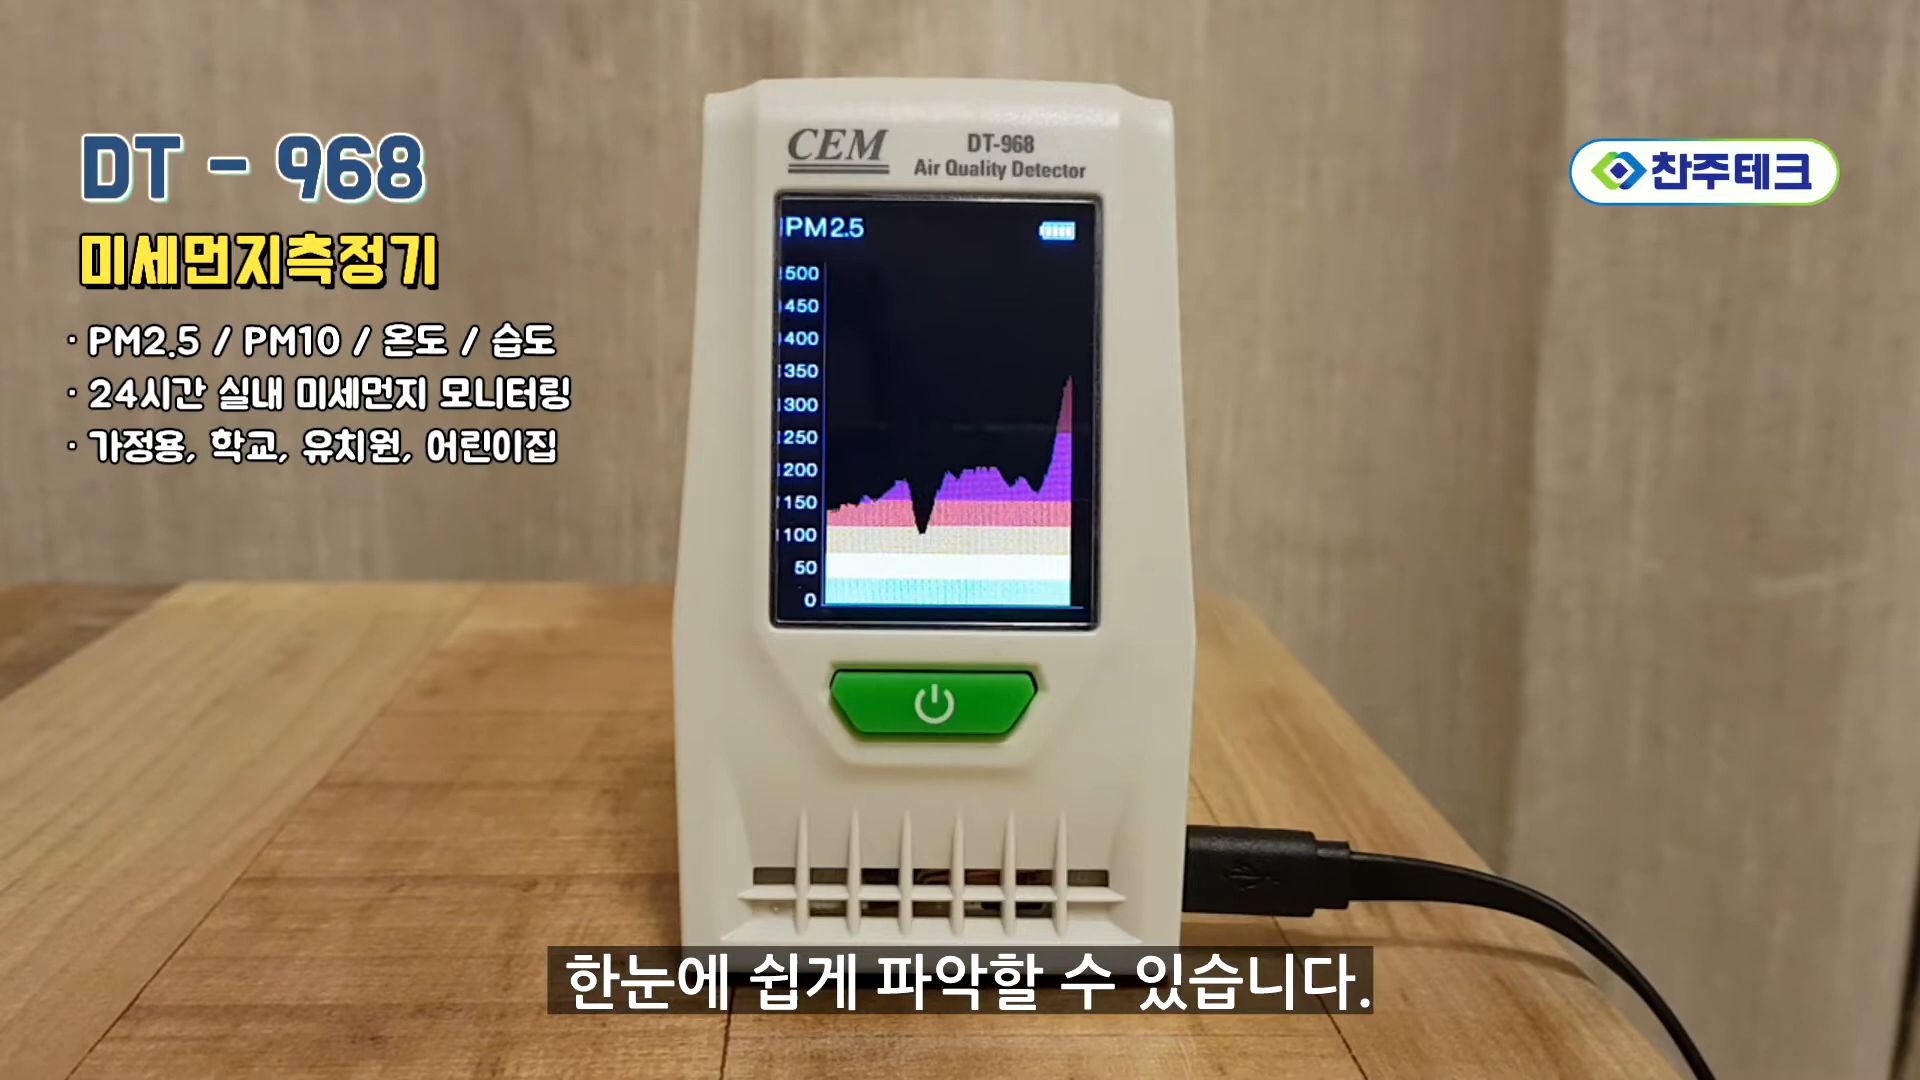 DT - 968
미세먼지측정기
· PM2.5 / PM10 / 온도 / 습도
· 24시간 실내 미세먼지 모니터링
· 가정용, 학교, 유치원, 어린이집
찬주테크
CEM
DT-968
Air Quality Detector
PM2.5
500
450
400
350
300
250
200
150
100
50
0
한눈에 쉽게 파악할 수 있습니다.